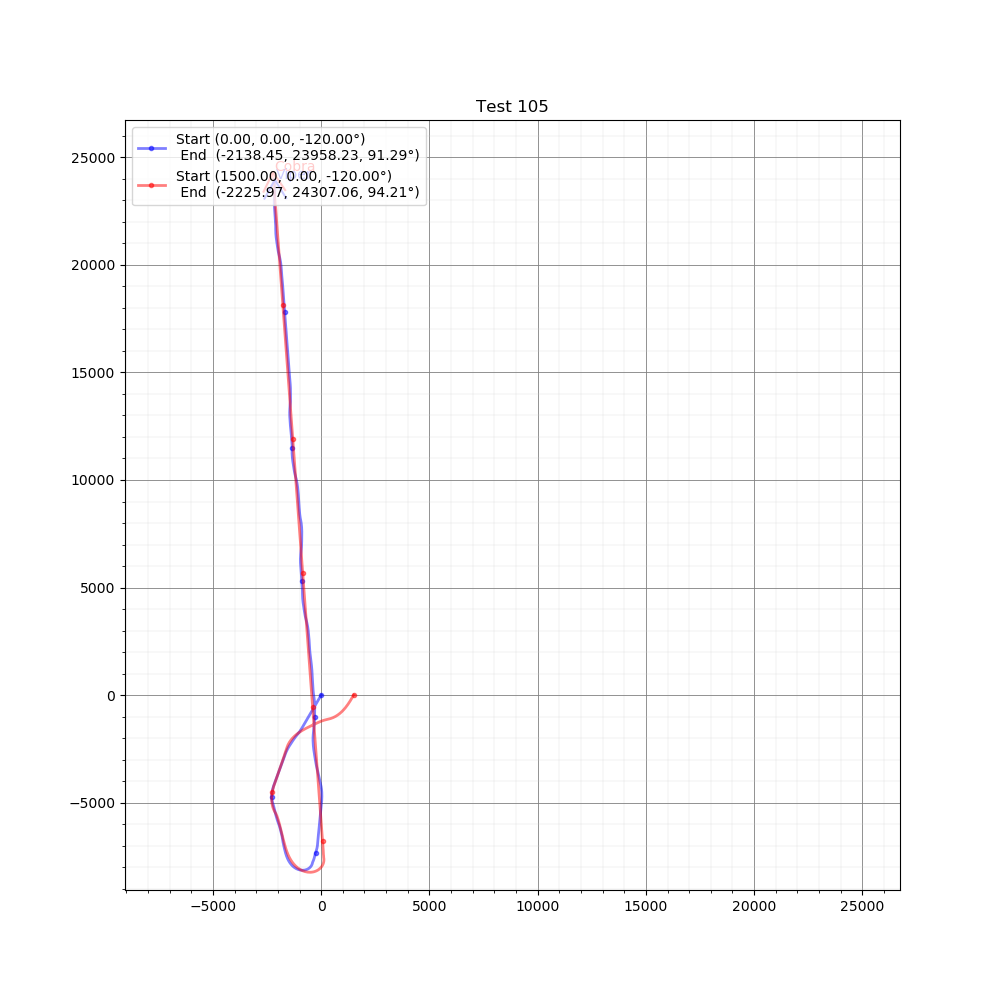 Test 105
Start (0.00, 0.00, -120.00°)
End (-2138.45, 23958.23, 91.29°)
Start (1500.00, 0.00, -120.00°)
End (-2225.97, 24307.06, 94.21°)
Cobra
25000
20000
15000
10000
5000
0
−5000
−5000 0 5000 10000 15000 20000 25000